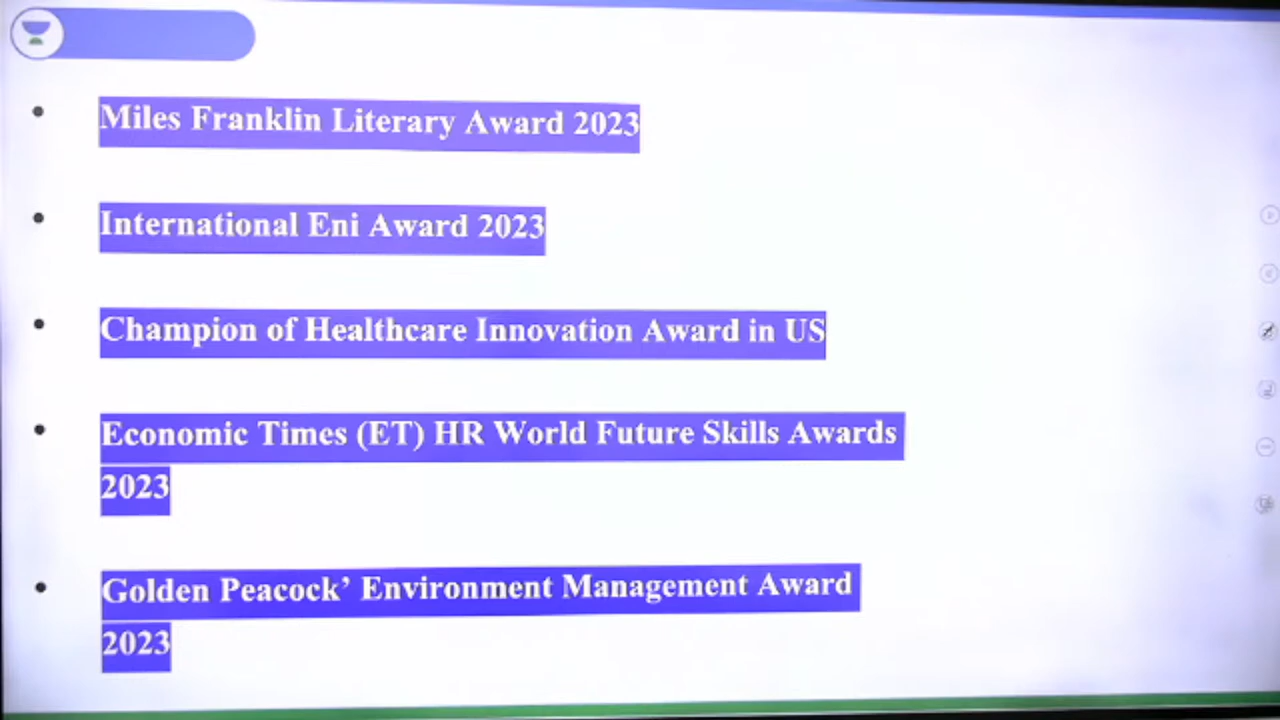 Miles Franklin Literary Award 2023
International Eni Award 2023
Champion of Healthcare Innovation Award in US
Economic Times (ET) HR World Future Skills Awards
2023
Golden Peacock’ Environment Management Award
2023